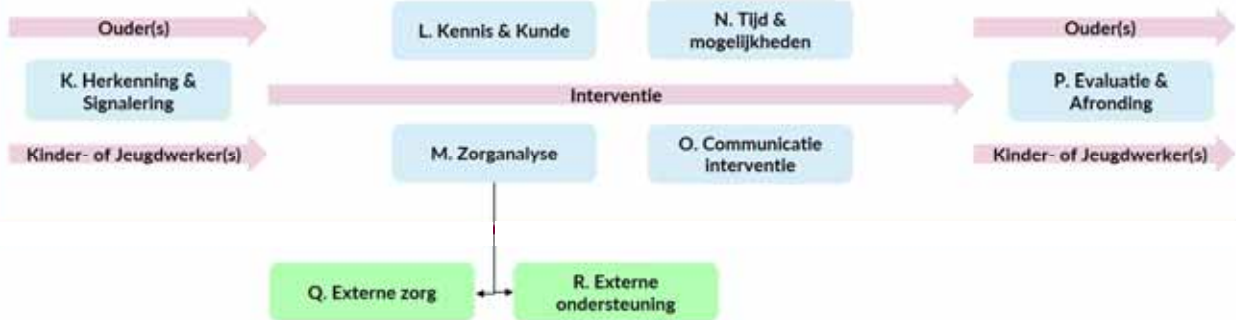 Ouder(s)
K. Herkenning &
Signalering
Kinder- of Jeugdwerker(s)
L. Kennis & Kunde
N. Tijd &
mogelijkheden
Interventie
M. Zorganalyse
O. Communicatie
interventie
Ouder(s)
P. Evaluatie &
Afronding
Kinder- of Jeugdwerker(s)
Q. Externe zorg
R. Externe
ondersteuning